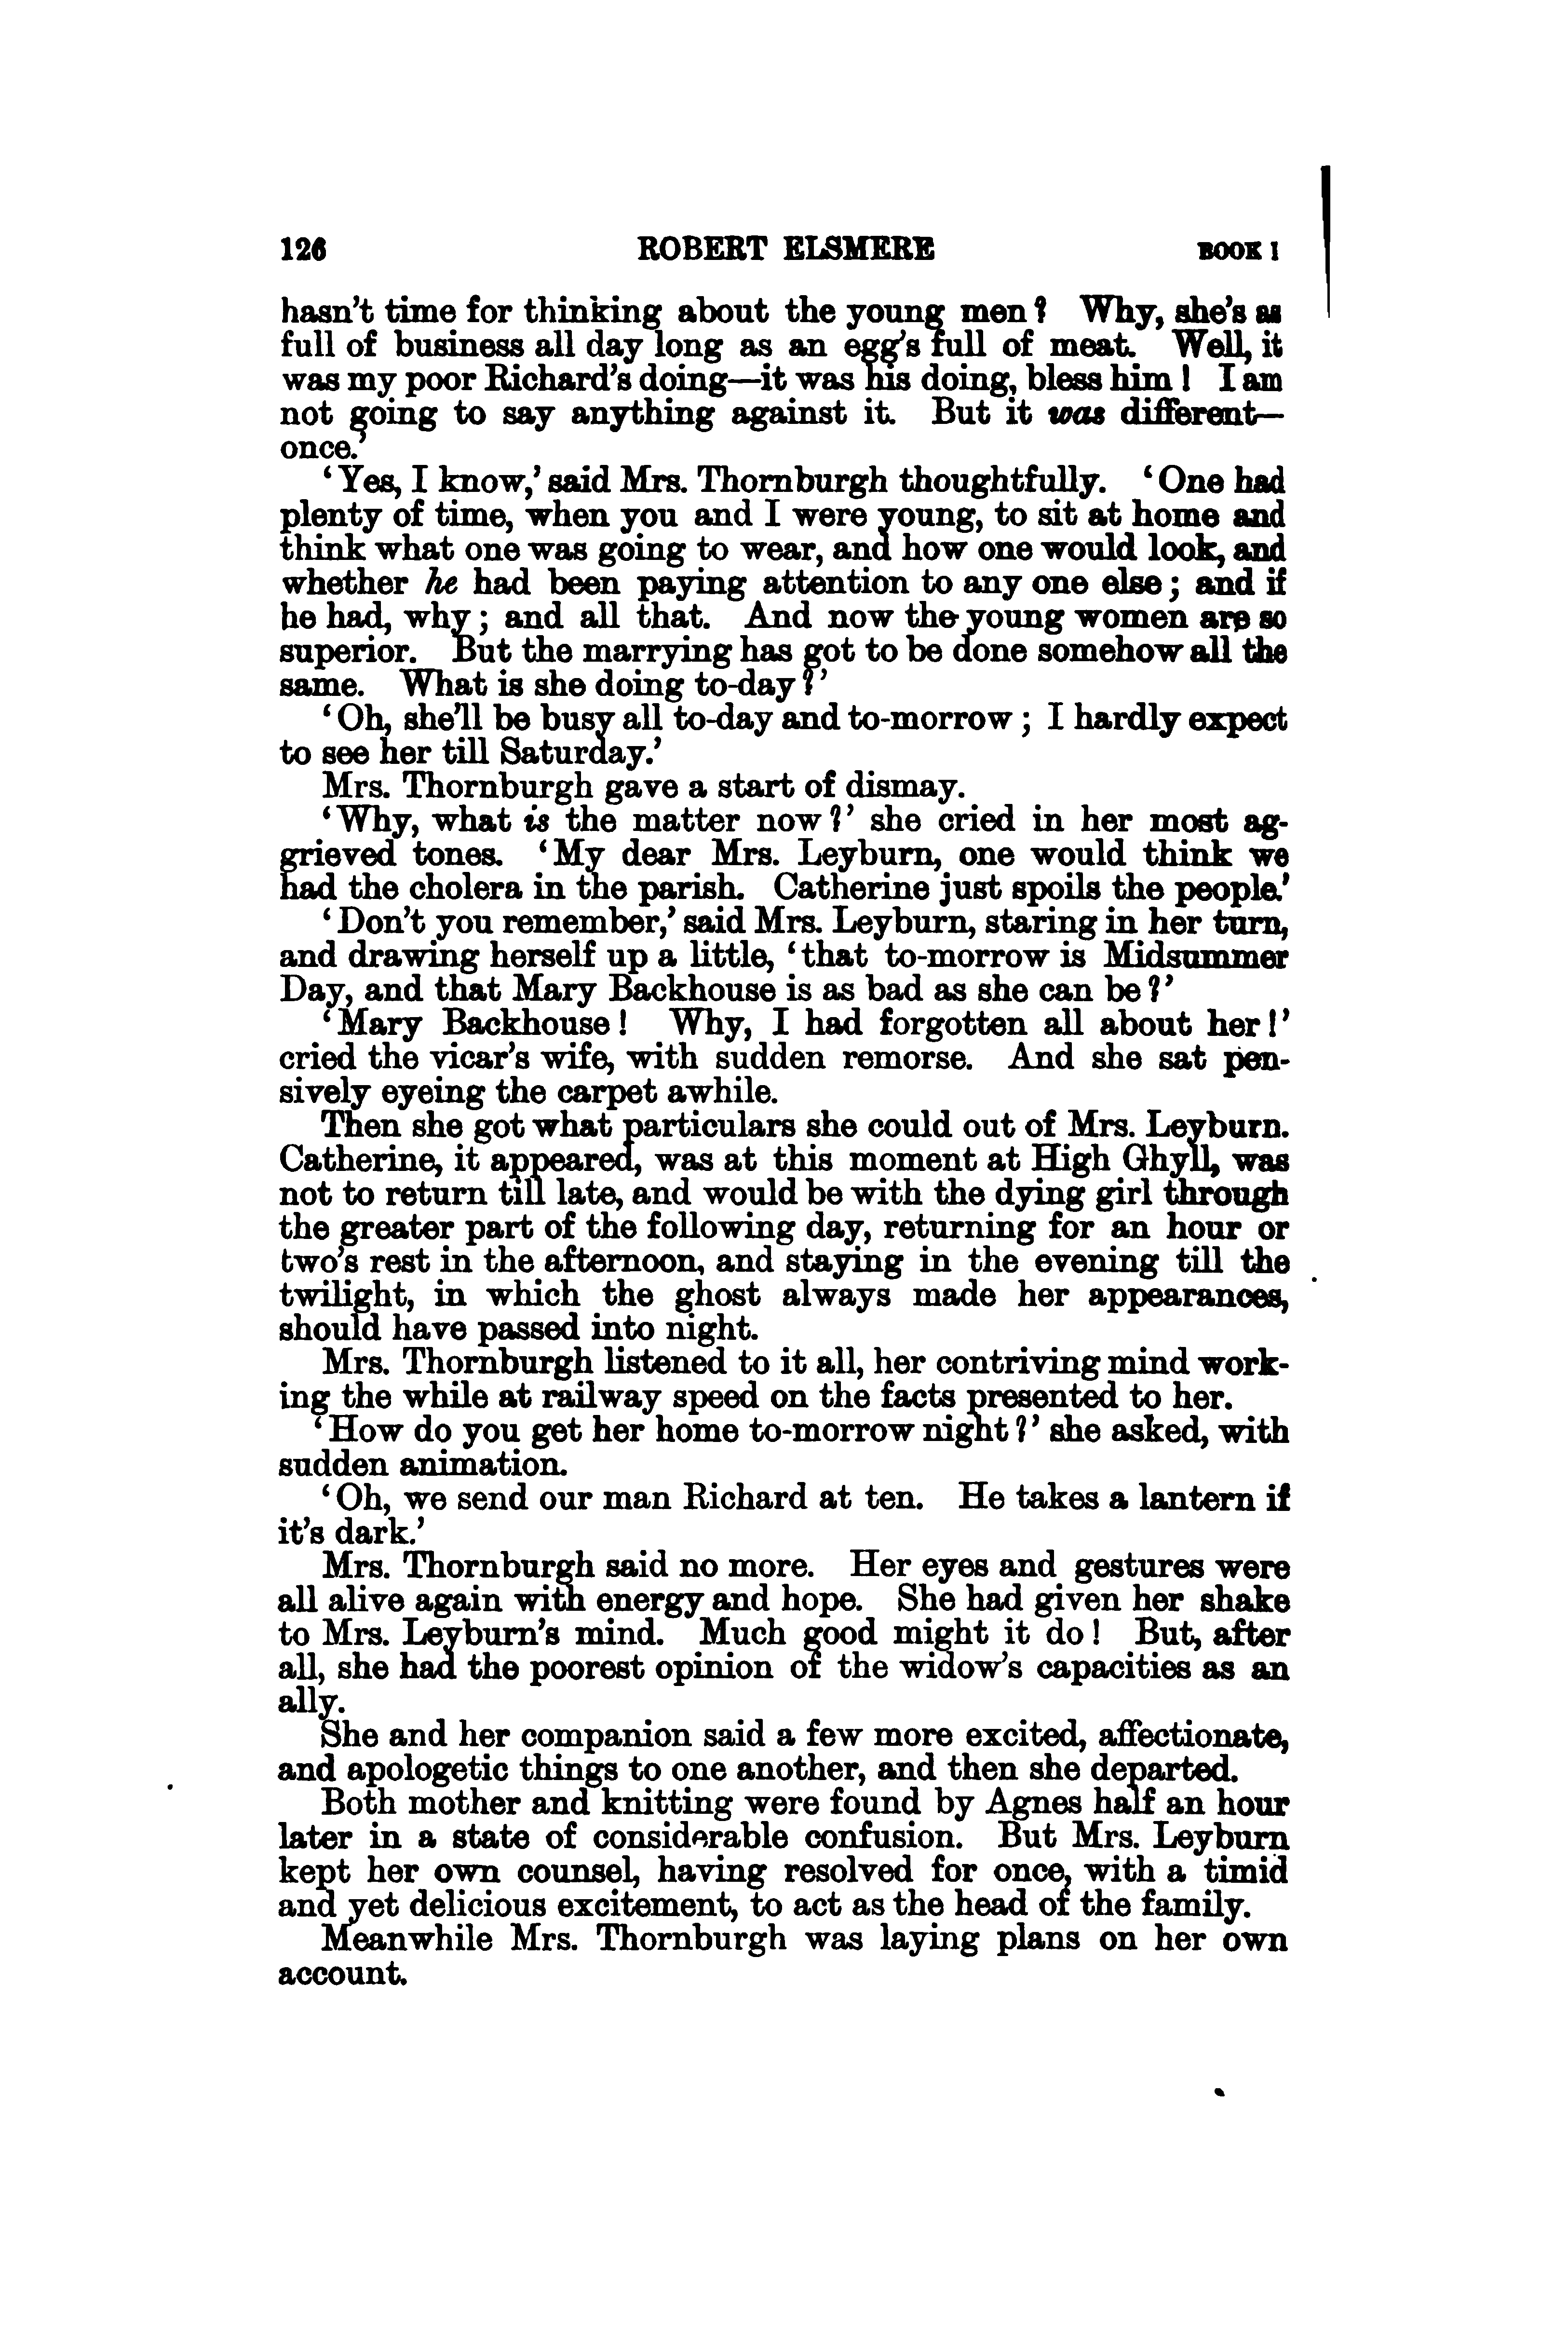 126 ROBERT ELSMERE BOOK I
hasn't time for thinking about the young men? Why, she's as
full of business all day long as an egg's full of meat. Well, it
was my poor Richard's doing—it was his doing, bless him! I am
not going to say anything against it. But it was different—
once.'
'Yes, I know,' said Mrs. Thornburgh thoughtfully. 'One had
plenty of time, when you and I were young, to sit at home and
think what one was going to wear, and how one would look, and
whether he had been paying attention to any one else; and if
he had, why; and all that. And now the young women are so
superior. But the marrying has got to be done somehow all the
same. What is she doing to-day?'
'Oh, she'll be busy all to-day and to-morrow; I hardly expect
to see her till Saturday.'
Mrs. Thornburgh gave a start of dismay.
'Why, what is the matter now?' she cried in her most ag-
grieved tones. 'My dear Mrs. Leyburn, one would think we
had the cholera in the parish. Catherine just spoils the people.'
'Don't you remember,' said Mrs. Leyburn, staring in her turn,
and drawing herself up a little, 'that to-morrow is Midsummer
Day, and that Mary Backhouse is as bad as she can be?'
'Mary Backhouse! Why, I had forgotten all about her!'
cried the vicar's wife, with sudden remorse. And she sat pen-
sively eyeing the carpet awhile.
Then she got what particulars she could out of Mrs. Leyburn.
Catherine, it appeared, was at this moment at High Ghyll, was
not to return till late, and would be with the dying girl through
the greater part of the following day, returning for an hour or
two's rest in the afternoon, and staying in the evening till the
twilight, in which the ghost always made her appearances,
should have passed into night.
Mrs. Thornburgh listened to it all, her contriving mind work-
ing the while at railway speed on the facts presented to her.
'How do you get her home to-morrow night?' she asked, with
sudden animation.
'Oh, we send our man Richard at ten. He takes a lantern if
it's dark.'
Mrs. Thornburgh said no more. Her eyes and gestures were
all alive again with energy and hope. She had given her shake
to Mrs. Leyburn's mind. Much good might it do! But, after
all, she had the poorest opinion of the widow's capacities as an
ally.
She and her companion said a few more excited, affectionate,
and apologetic things to one another, and then she departed.
Both mother and knitting were found by Agnes half an hour
later in a state of considerable confusion. But Mrs. Leyburn
kept her own counsel, having resolved for once, with a timid
and yet delicious excitement, to act as the head of the family.
Meanwhile Mrs. Thornburgh was laying plans on her own
account.